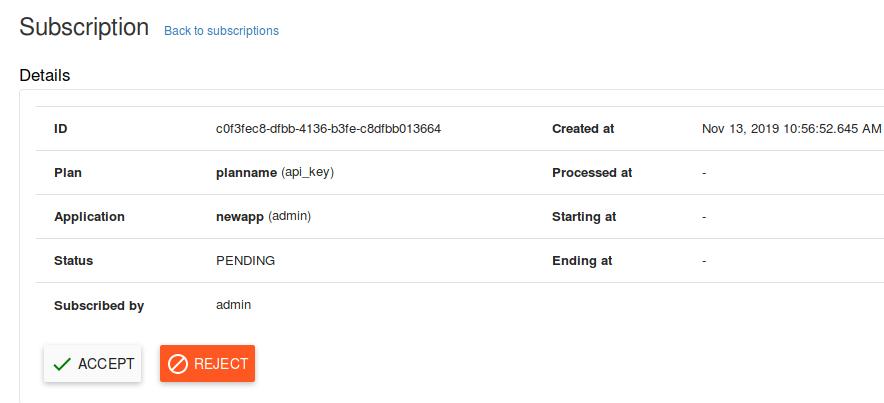 Subscription Back to subscriptions
Details
ID c0f3fec8-dfbb-4136-b3fe-c8dfbb013664 Created at Nov 13, 2019 10:56:52.645 AM
Plan planname (api_key) Processed at -
Application newapp (admin) Starting at -
Status PENDING Ending at -
Subscribed by admin
ACCEPT REJECT